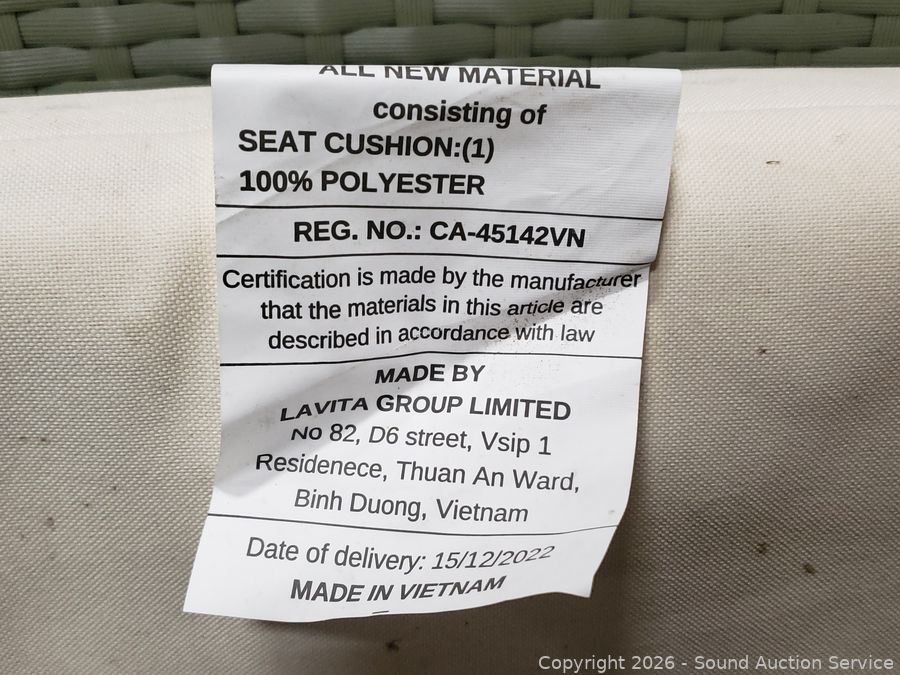 ALL NEW MATERIAL
consisting of
SEAT CUSHION:(1)
100% POLYESTER
REG. NO.: CA-45142VN
Certification is made by the manufacturer
that the materials in this article are
described in accordance with law
MADE BY
LAVITA GROUP LIMITED
No 82, D6 street, Vsip 1
Residenece, Thuan An Ward,
Binh Duong, Vietnam
Date of delivery: 15/12/2022
MADE IN VIETNAM
Copyright 2026 - Sound Auction Service